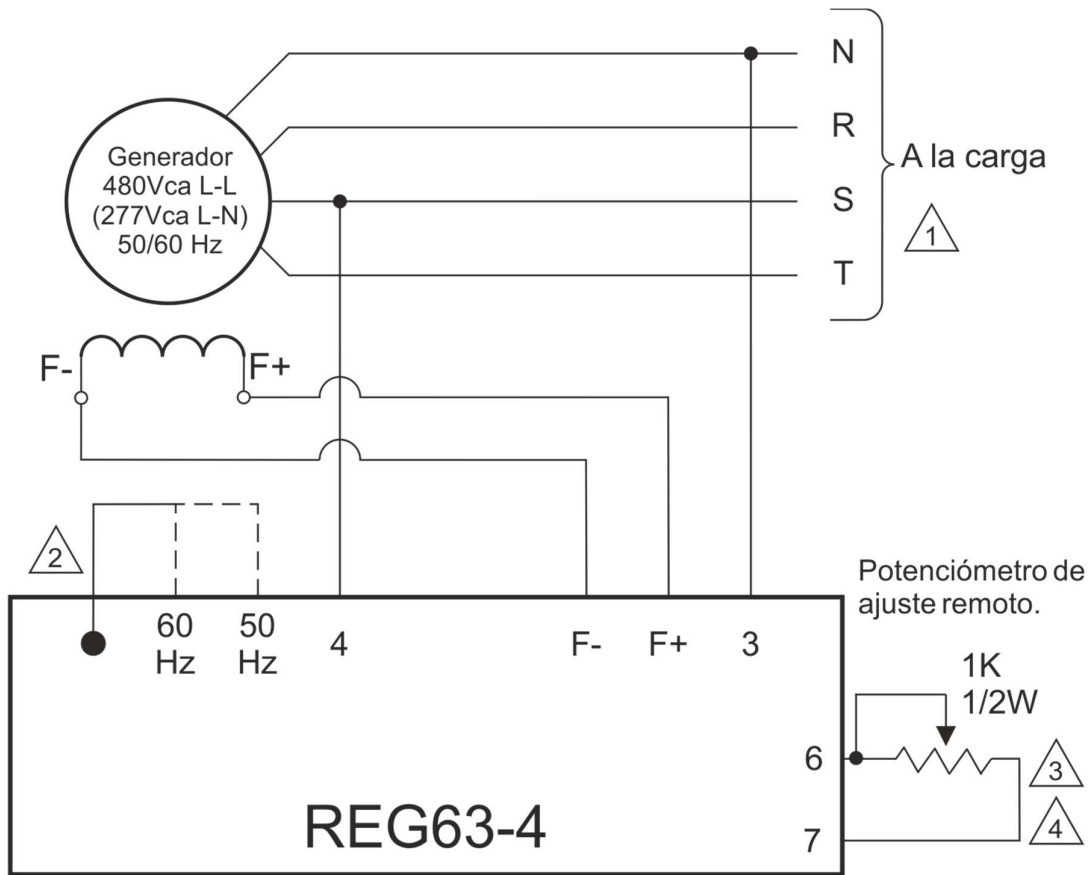 N
R
S
T
A la carga
1
Generador
480Vca L-L
(277Vca L-N)
50/60 Hz
F-
F+
2
60
Hz
50
Hz
4
F-
F+
3
Potenciómetro de
ajuste remoto.
1K
1/2W
6
7
3
4
REG63-4